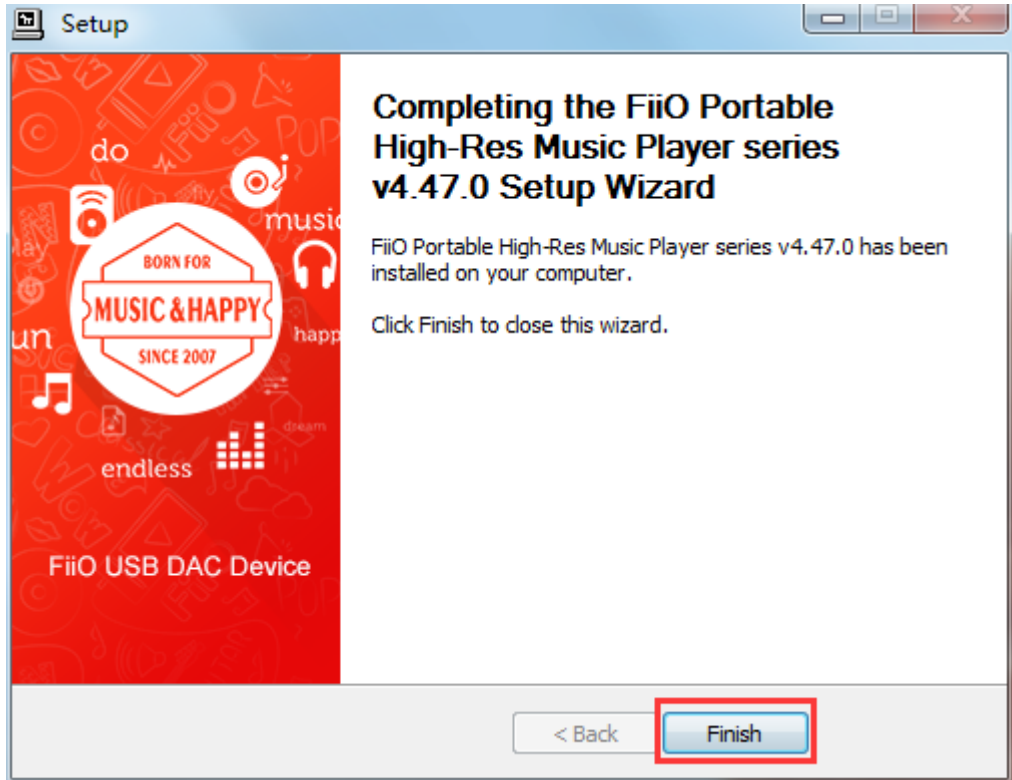 Setup
do
music
BORN FOR
MUSIC & HAPPY
SINCE 2007
un
happ
dream
endless
FiiO USB DAC Device
Completing the FiiO Portable
High-Res Music Player series
v4.47.0 Setup Wizard
FiiO Portable High-Res Music Player series v4.47.0 has been
installed on your computer.
Click Finish to close this wizard.
< Back
Finish